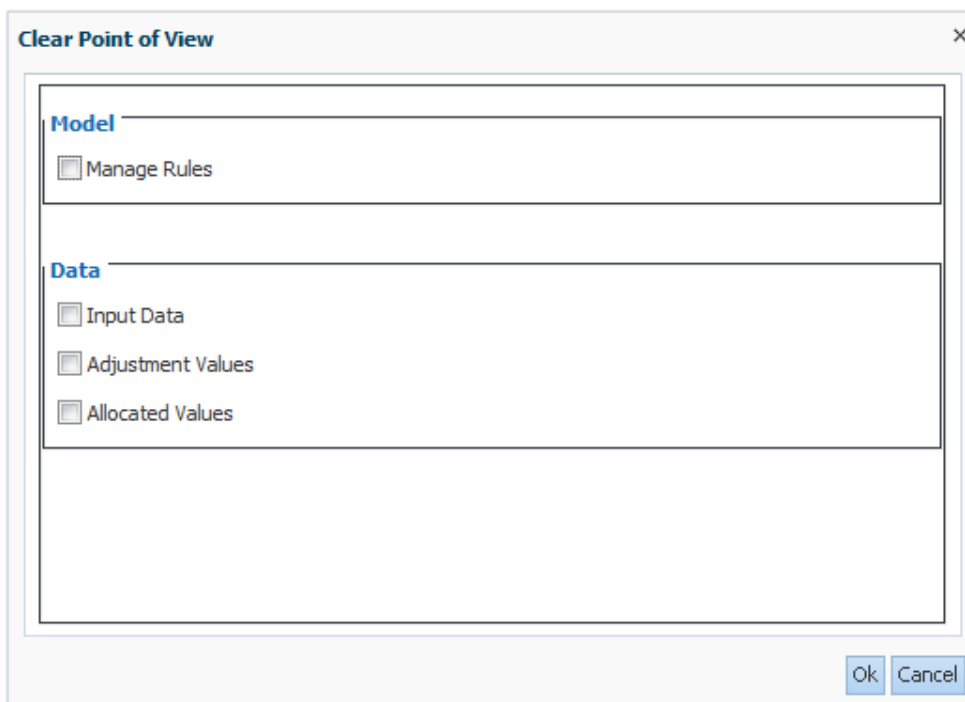 Clear Point of View
Model
Manage Rules
Data
Input Data
Adjustment Values
Allocated Values
Ok Cancel